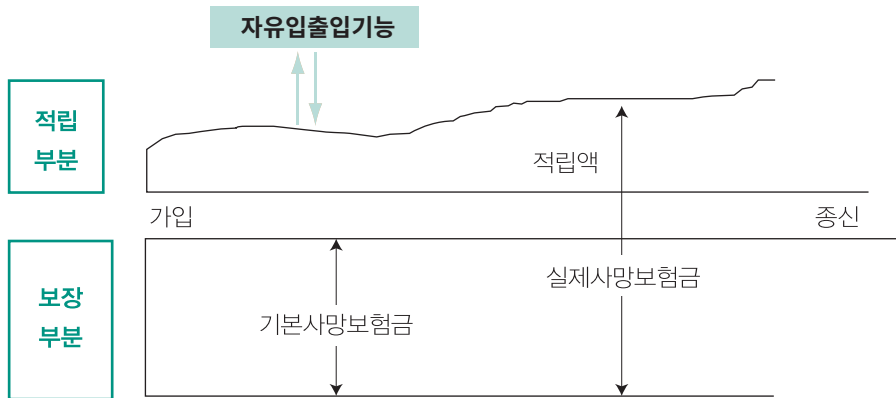 자유입출입기능
적립
부분
적립액
가입
종신
보장
부분
실제사망보험금
기본사망보험금